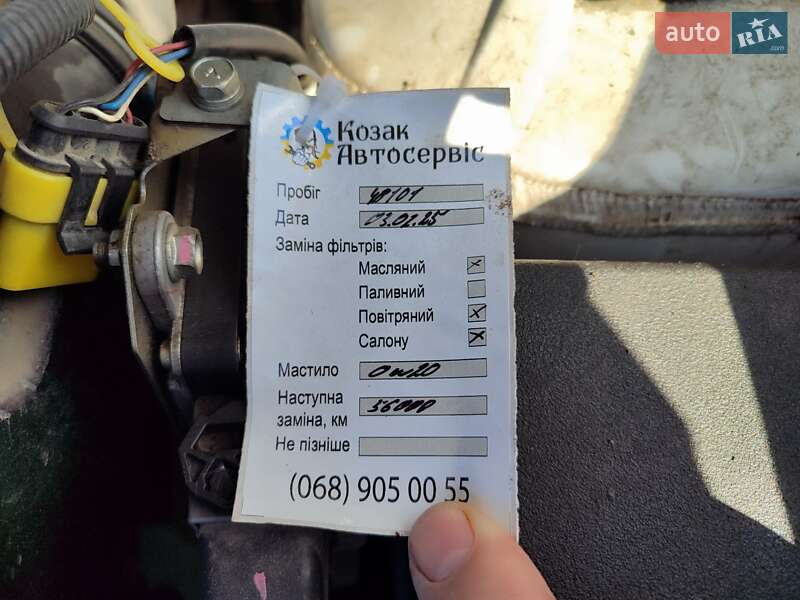 auto RIA
.com
Козак
Автосервіс
Пробіг
Дата 03.02.25
Заміна фільтрів:
Масляний
Паливний
Повітряний
Салону
Мастило 0w20
Наступна
заміна, км 56000
Не пізніше
(068) 905 00 55